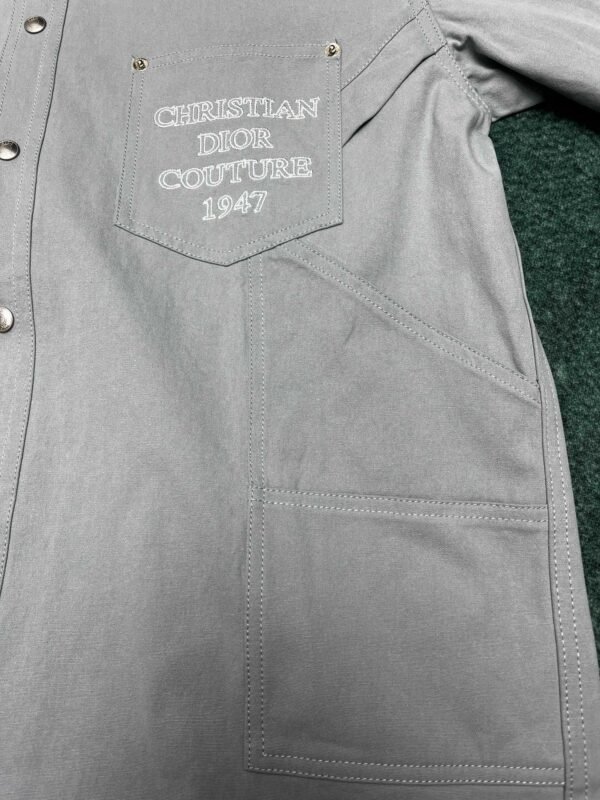 CHRISTIAN
DIOR
COUTURE
1947